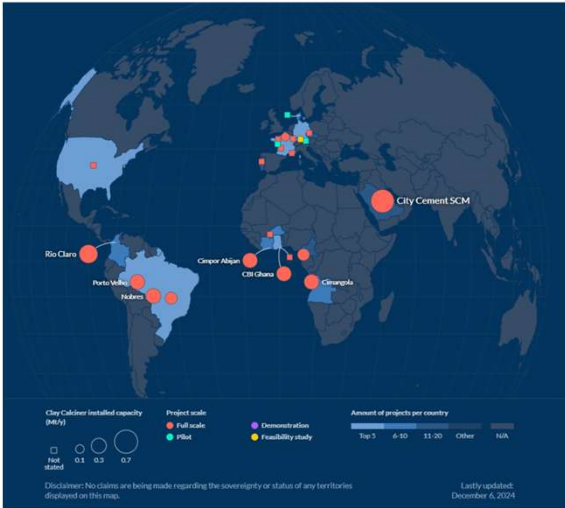 City Cement SCM
Rio Claro
Cimpor Abijan
Porto Velho
CBI Ghana
Cimangola
Nobres
Clay Calciner installed capacity
(Mt/y)
Not
stated
0.1
0.3
0.7
Project scale
Full scale
Pilot
Demonstration
Feasibility study
Amount of projects per country
Top 5
6-10
11-20
Other
N/A
Disclaimer: No claims are being made regarding the sovereignty or status of any territories
displayed on this map.
Lastly updated:
December 6, 2024